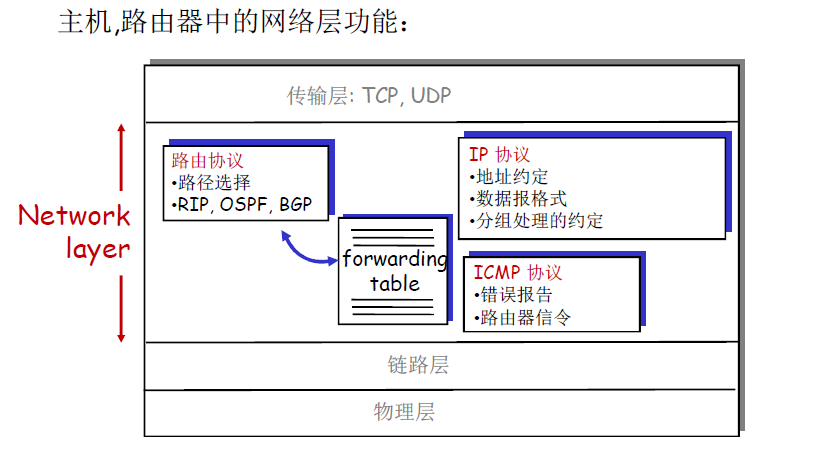 主机,路由器中的网络层功能：
传输层: TCP, UDP
Network
layer
路由协议
•路径选择
•RIP, OSPF, BGP
forwarding
table
IP 协议
•地址约定
•数据报格式
•分组处理的约定
ICMP 协议
•错误报告
•路由器信令
链路层
物理层